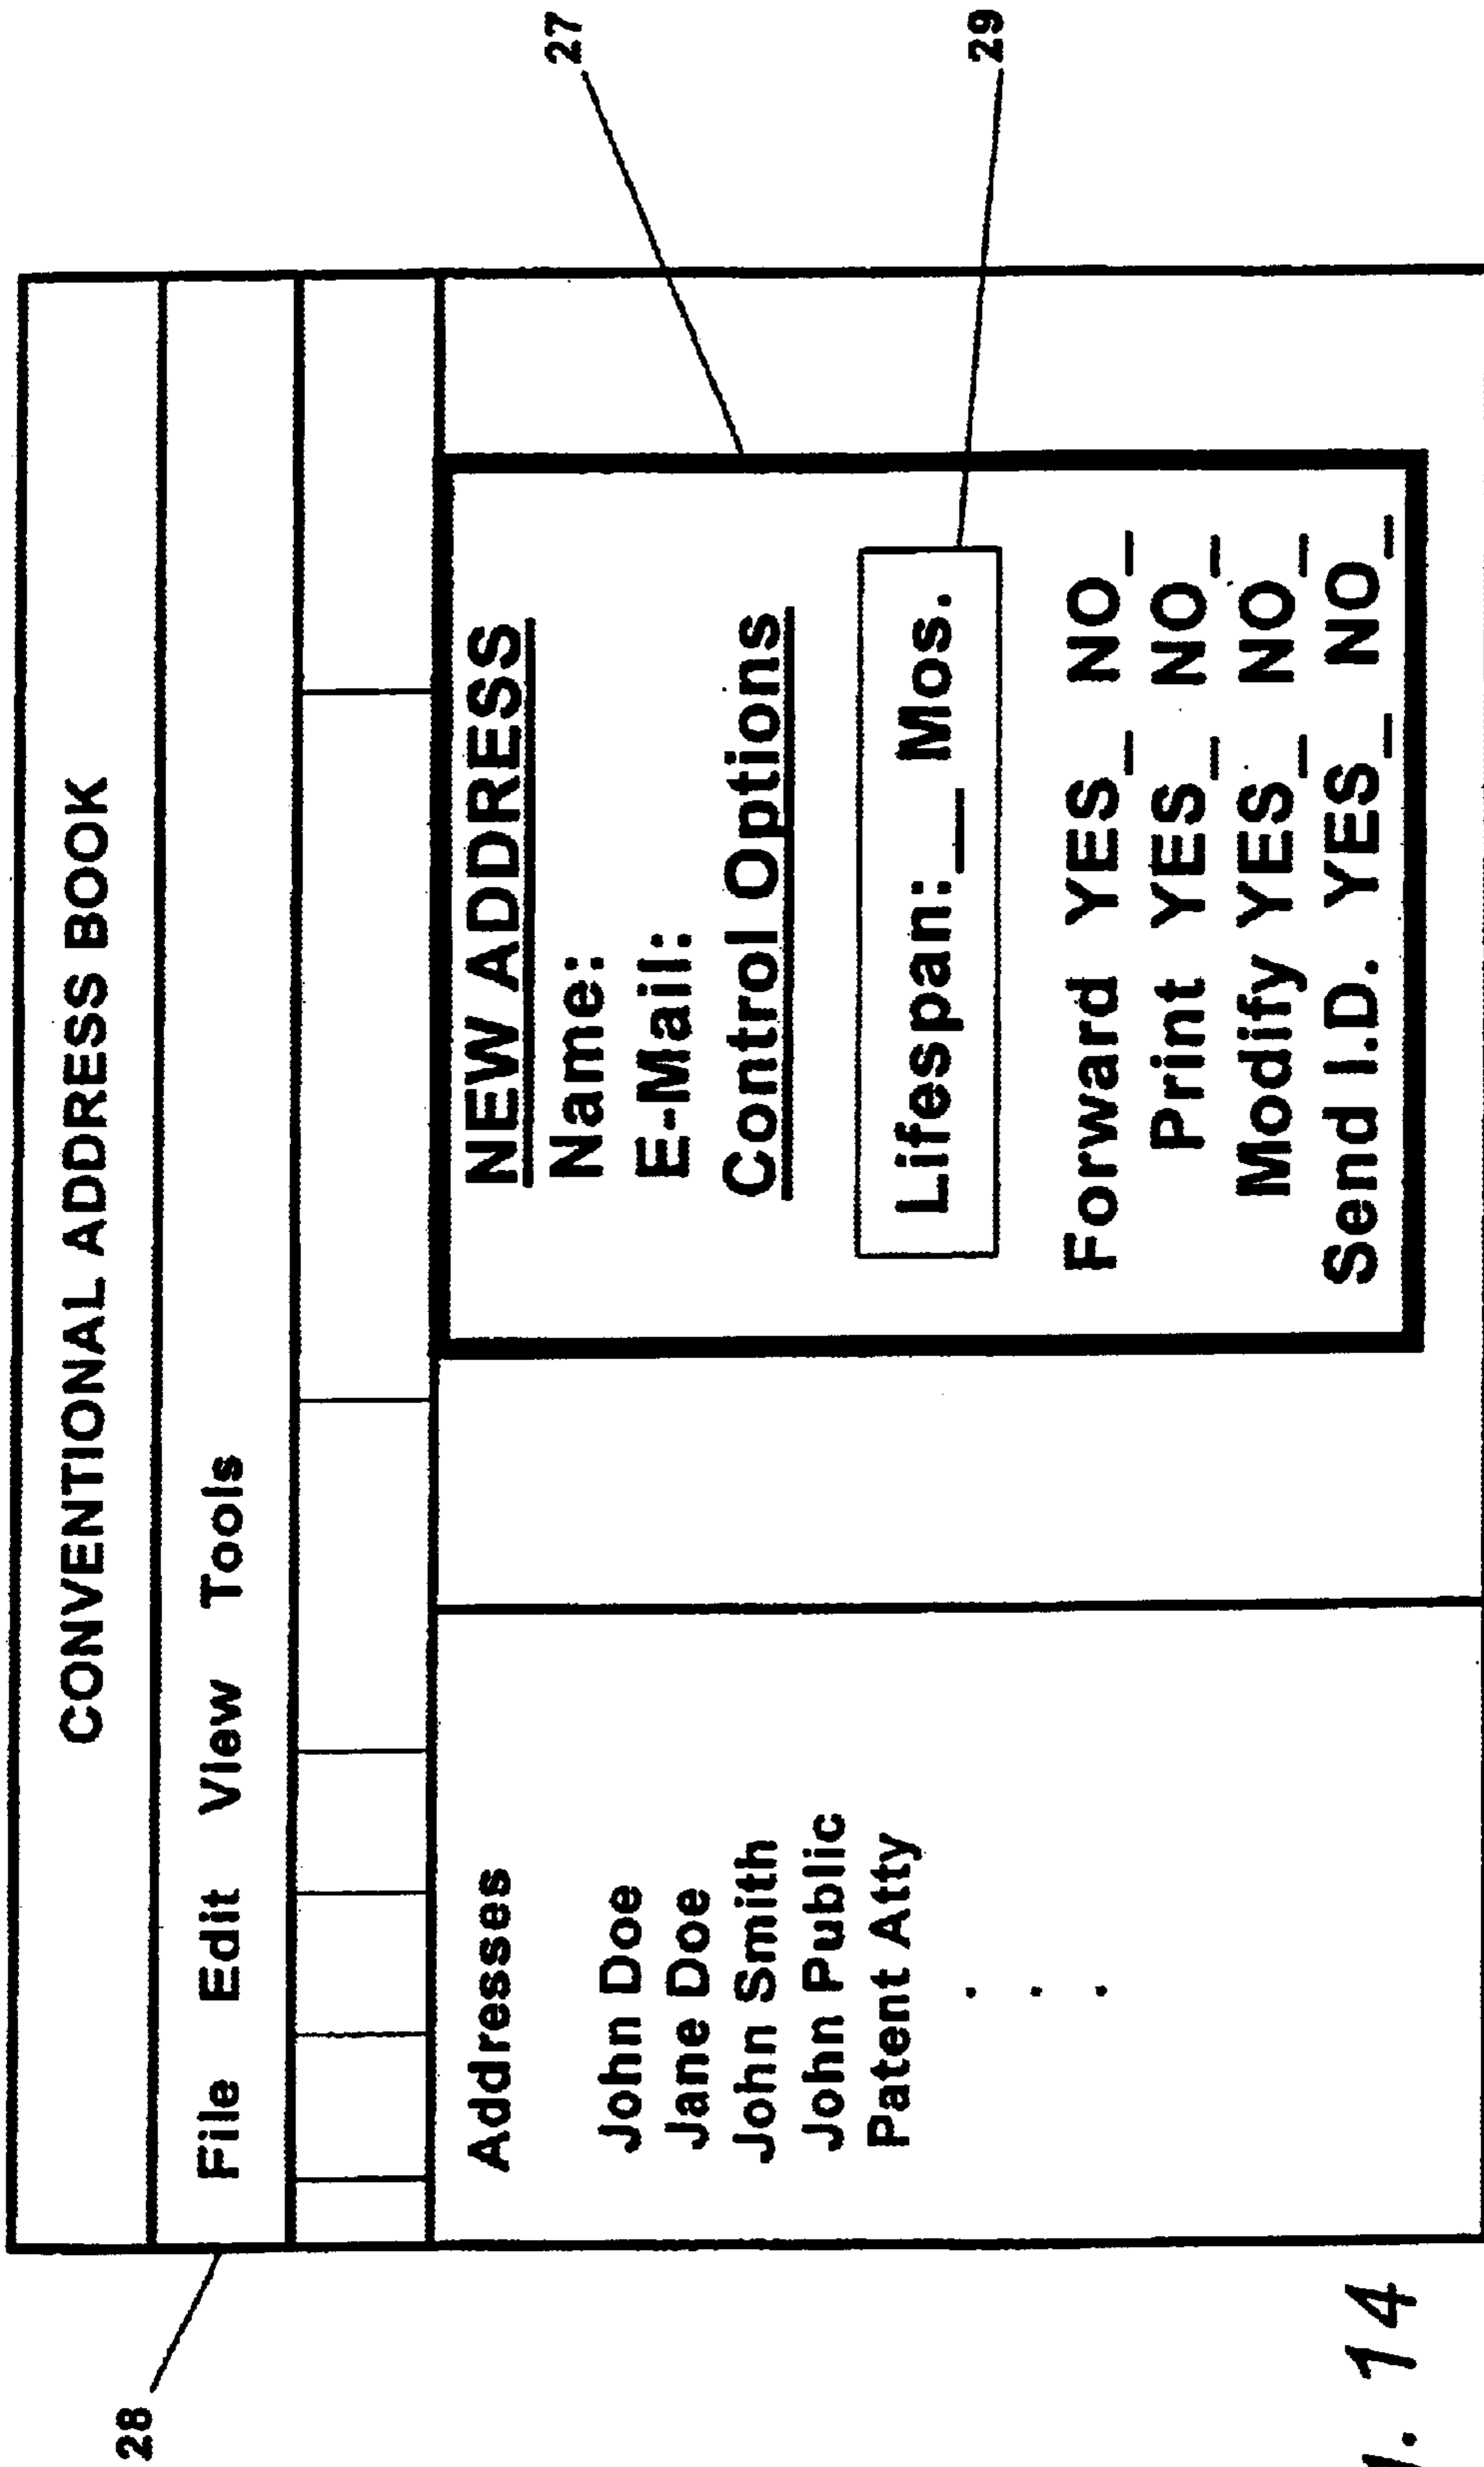 CONVENTIONAL ADDRESS BOOK
28
File Edit View Tools
27
Addresses
John Doe
Jane Doe
John Smith
John Public
Patent Atty
.
.
.
NEW ADDRESS
Name:
E-Mail:
Control Options
Lifespan:__ Mos.
29
Forward YES_ NO_
Print YES_ NO_
Modify YES_ NO_
Send I.D. YES_ NO_
14